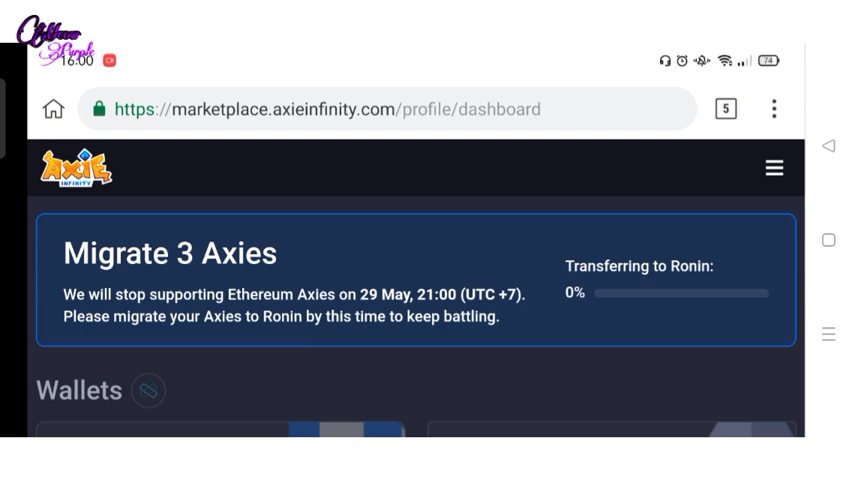 16:00
74
https://marketplace.axieinfinity.com/profile/dashboard
5
AXIE
INFINITY
Migrate 3 Axies
We will stop supporting Ethereum Axies on 29 May, 21:00 (UTC +7).
Please migrate your Axies to Ronin by this time to keep battling.
Transferring to Ronin:
0%
Wallets